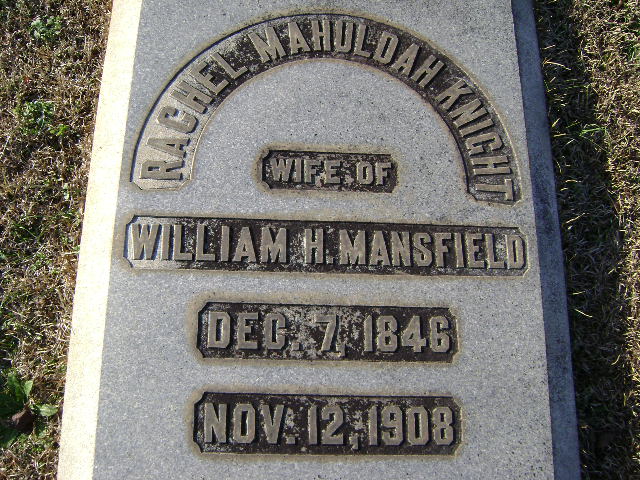 RACHEL MAHULDAH KNIGHT
WIFE OF
WILLIAM H. MANSFIELD
DEC. 7, 1846
NOV. 12, 1908